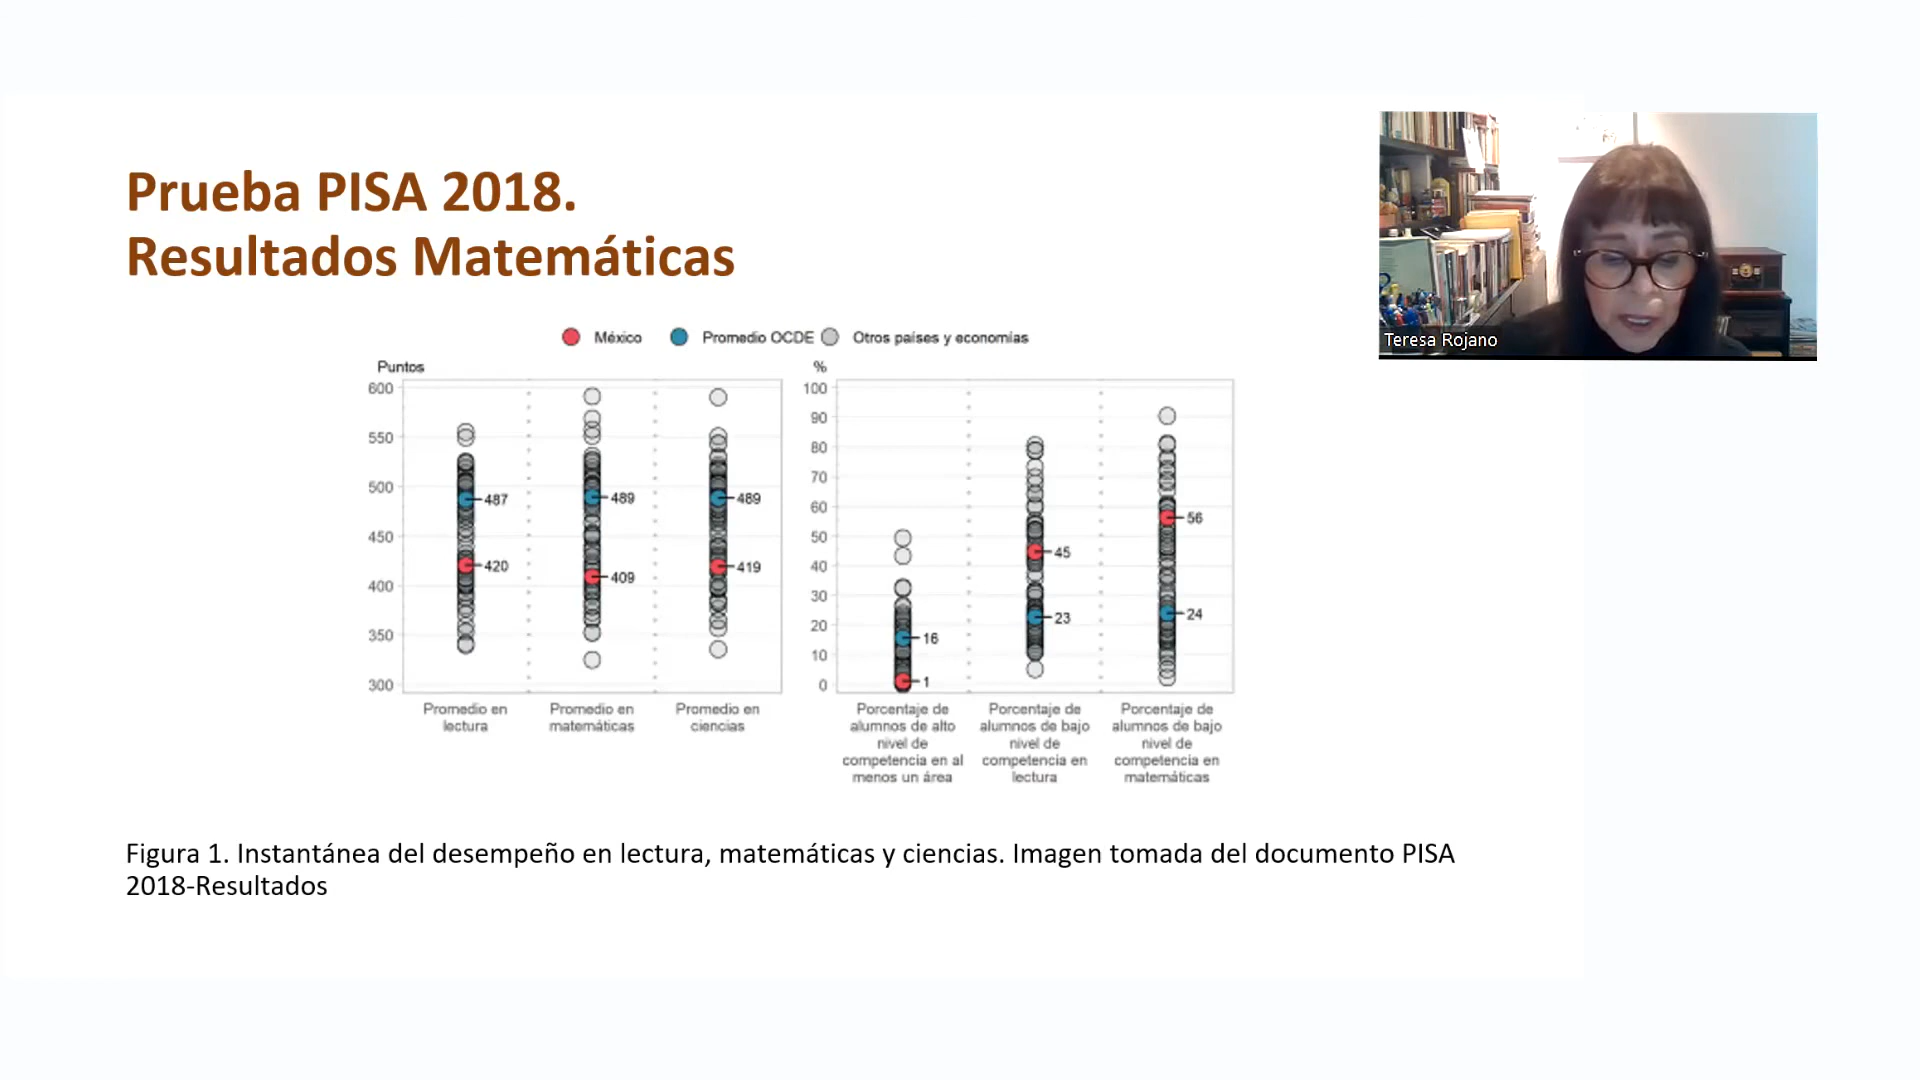 Prueba PISA 2018.
Resultados Matemáticas
Teresa Rojano
México
Promedio OCDE
Otros países y economías
Puntos
600
550
500
450
400
350
300
487
420
489
409
489
419
Promedio en
lectura
Promedio en
matemáticas
Promedio en
ciencias
%
100
90
80
70
60
50
40
30
20
10
0
16
1
45
23
56
24
Porcentaje de
alumnos de alto
nivel de
competencia en al
menos un área
Porcentaje de
alumnos de bajo
nivel de
competencia en
lectura
Porcentaje de
alumnos de bajo
nivel de
competencia en
matemáticas
Figura 1. Instantánea del desempeño en lectura, matemáticas y ciencias. Imagen tomada del documento PISA
2018-Resultados